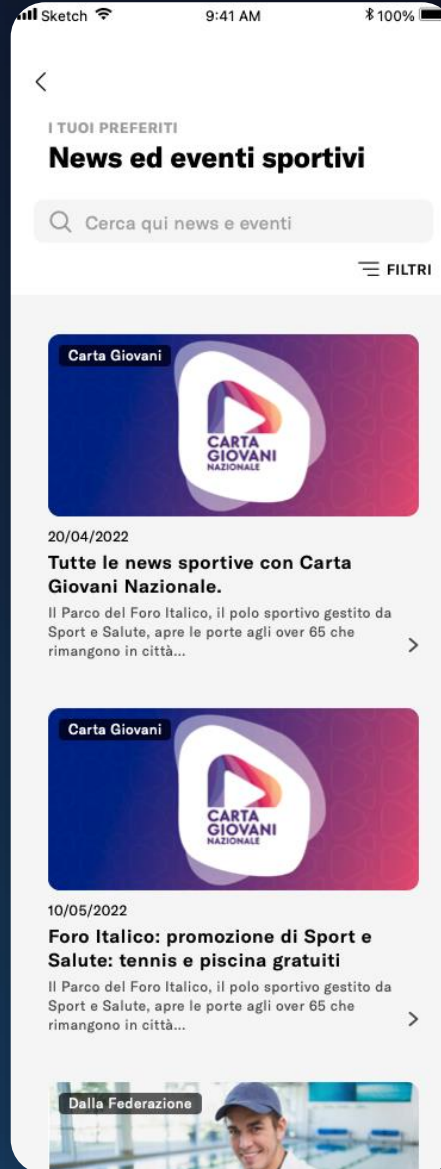 Sketch 9:41 AM 100%
I TUOI PREFERITI
News ed eventi sportivi
Cerca qui news e eventi
FILTRI
Carta Giovani
CARTA
GIOVANI
NAZIONALE
20/04/2022
Tutte le news sportive con Carta
Giovani Nazionale.
Il Parco del Foro Italico, il polo sportivo gestito da
Sport e Salute, apre le porte agli over 65 che
rimangono in città...
Carta Giovani
CARTA
GIOVANI
NAZIONALE
10/05/2022
Foro Italico: promozione di Sport e
Salute: tennis e piscina gratuiti
Il Parco del Foro Italico, il polo sportivo gestito da
Sport e Salute, apre le porte agli over 65 che
rimangono in città...
Dalla Federazione